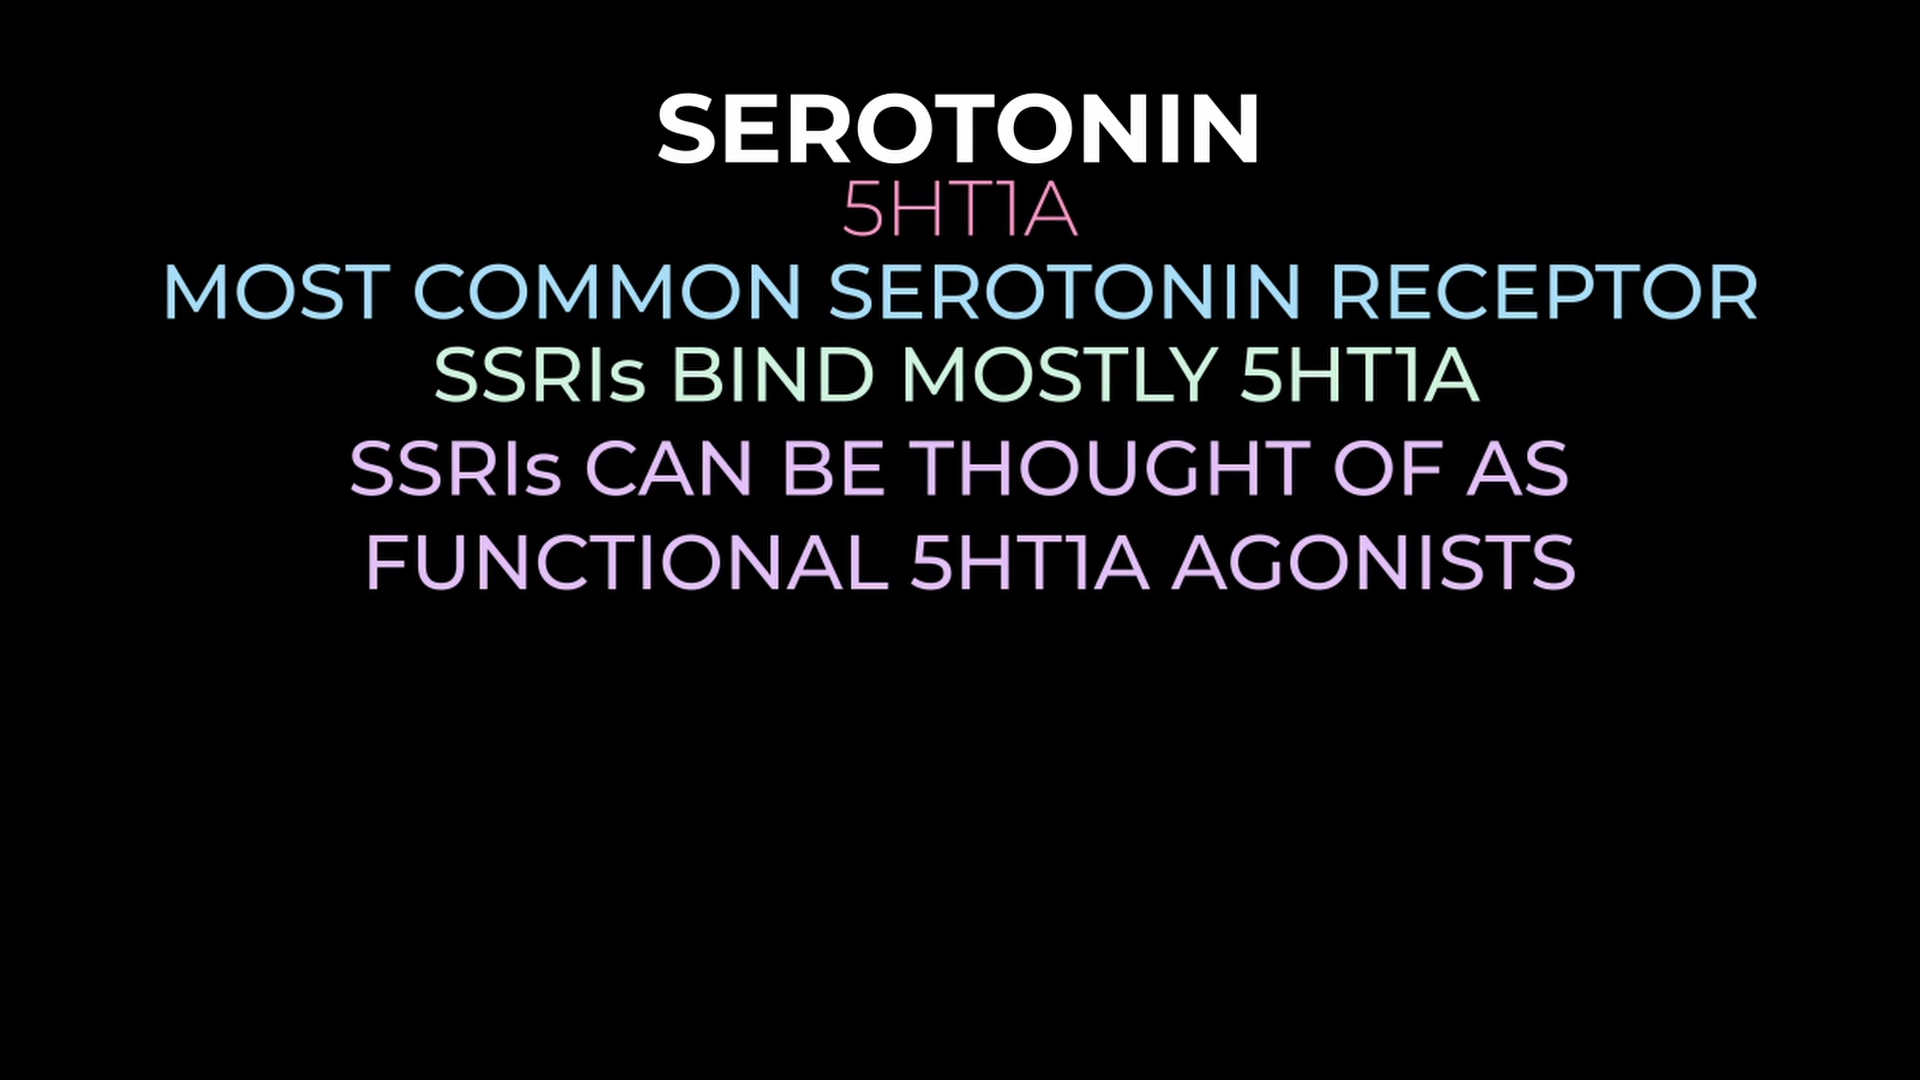 SEROTONIN
5HT1A
MOST COMMON SEROTONIN RECEPTOR
SSRIs BIND MOSTLY 5HT1A
SSRIs CAN BE THOUGHT OF AS
FUNCTIONAL 5HT1A AGONISTS